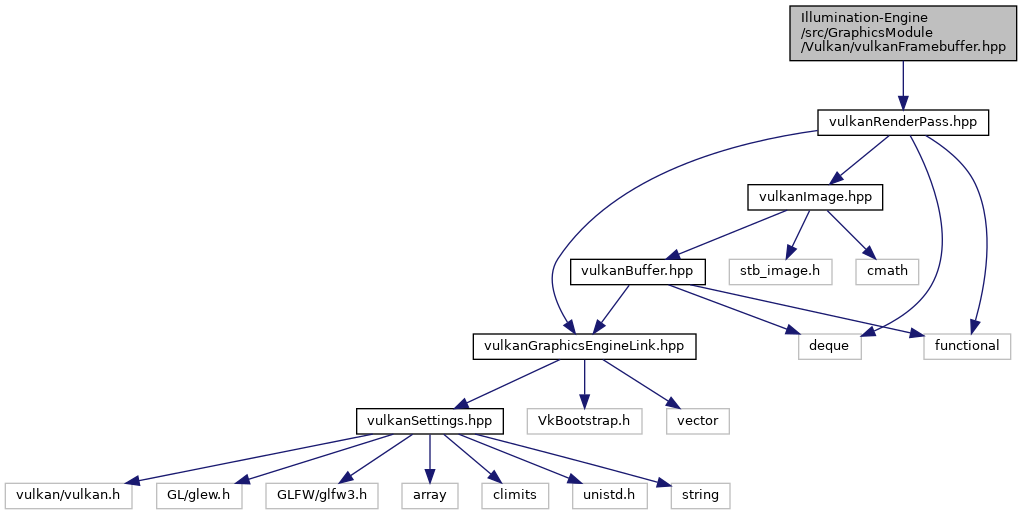 Illumination-Engine
/src/GraphicsModule
/Vulkan/vulkanFramebuffer.hpp
vulkanRenderPass.hpp
vulkanImage.hpp
vulkanBuffer.hpp
stb_image.h
cmath
vulkanGraphicsEngineLink.hpp
deque
functional
vulkanSettings.hpp
VkBootstrap.h
vector
vulkan/vulkan.h
GL/glew.h
GLFW/glfw3.h
array
climits
unistd.h
string